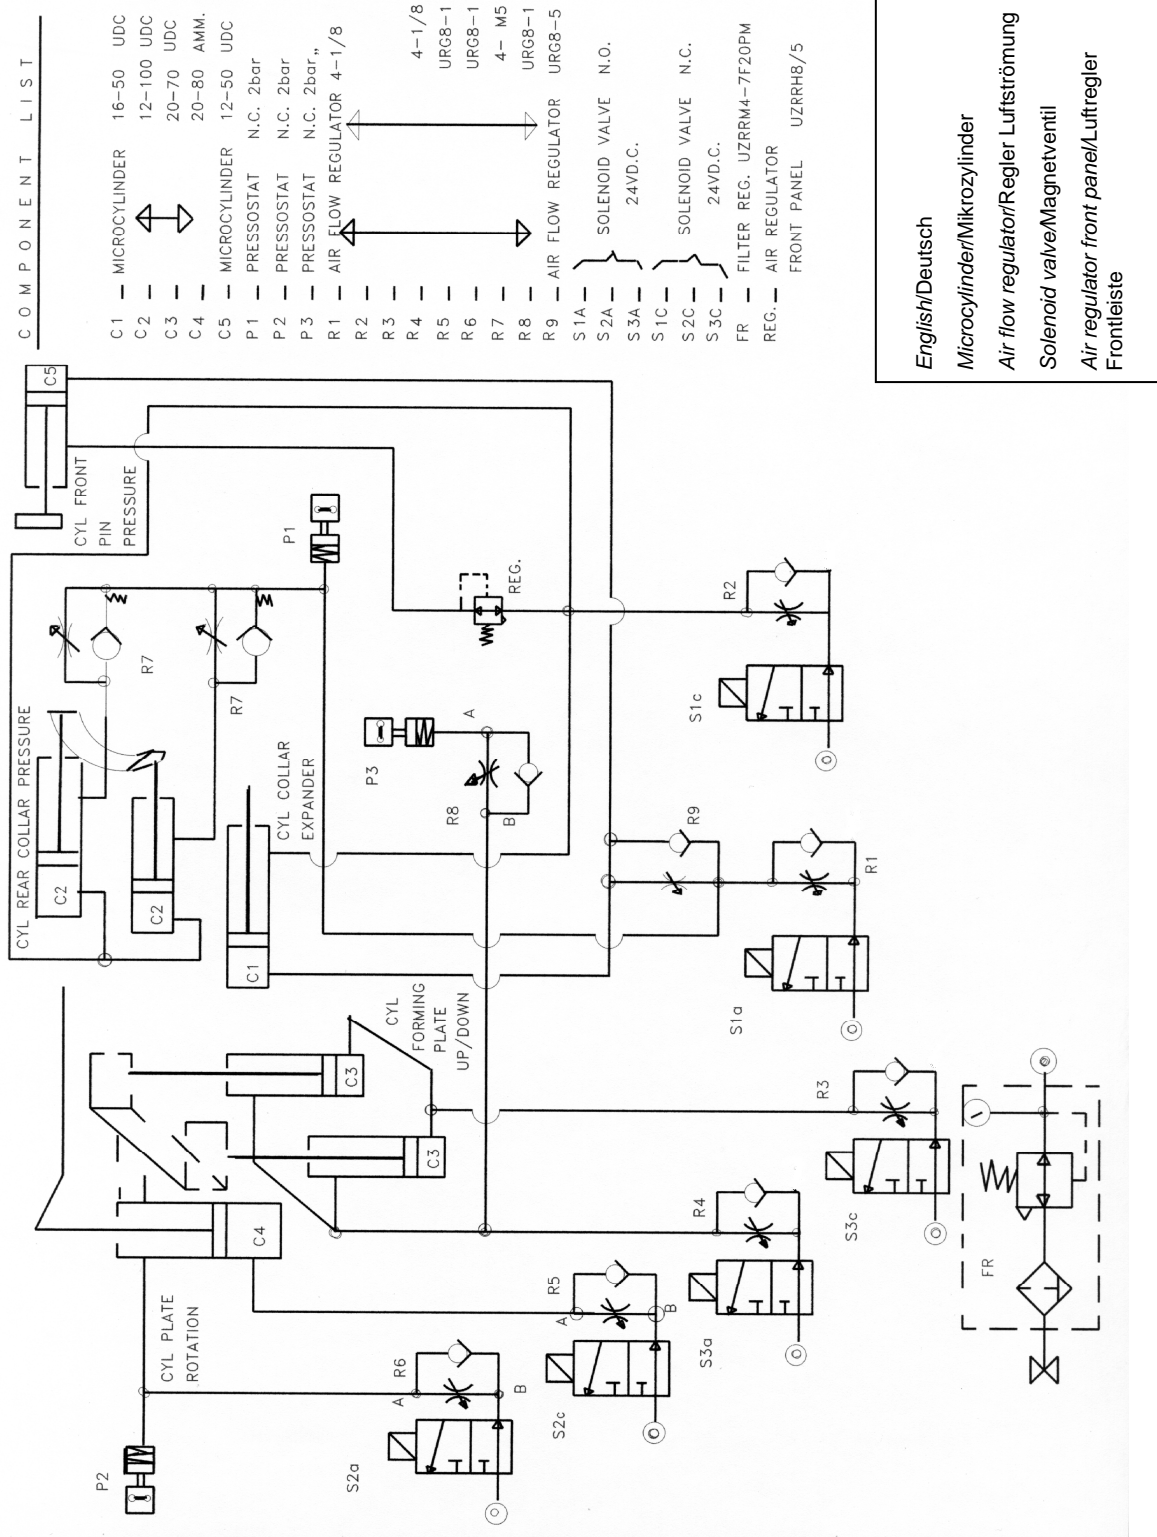 COMPONENT LIST
C1 — MICROCYLINDER 16-50 UDC
C2 — 12-100 UDC
C3 — 20-70 UDC
C4 — 20-80 AMM.
C5 — MICROCYLINDER 12-50 UDC
P1 — PRESSOSTAT N.C. 2bar
P2 — PRESSOSTAT N.C. 2bar
P3 — PRESSOSTAT N.C. 2bar,,
R1 — AIR FLOW REGULATOR 4-1/8
R2 —
R3 —
R4 — 4-1/8
R5 — URG8-1
R6 — URG8-1
R7 — 4- M5
R8 — URG8-1
R9 — AIR FLOW REGULATOR URG8-5
S1A —
S2A — SOLENOID VALVE N.O.
S3A — 24VD.C.
S1C —
S2C — SOLENOID VALVE N.C.
S3C — 24VD.C.
FR — FILTER REG. UZRRM4-7F20PM
REG.— AIR REGULATOR
FRONT PANEL UZRRH8/5
English/Deutsch
Microcylinder/Mikrozylinder
Air flow regulator/Regler Luftströmung
Solenoid valve/Magnetventil
Air regulator front panel/Luftregler
Frontleiste
CYL REAR COLLAR PRESSURE
C2
C2
R7
R7
CYL FRONT
PIN
PRESSURE
C5
P1
C1
CYL COLLAR
EXPANDER
P3
A
R8
B
REG.
R2
S1c
R9
R1
S1a
CYL
FORMING
PLATE
UP/DOWN
C3
C3
C4
CYL PLATE
ROTATION
P2
R6
A
B
S2a
R5
A
B
S2c
R4
S3a
R3
S3c
FR